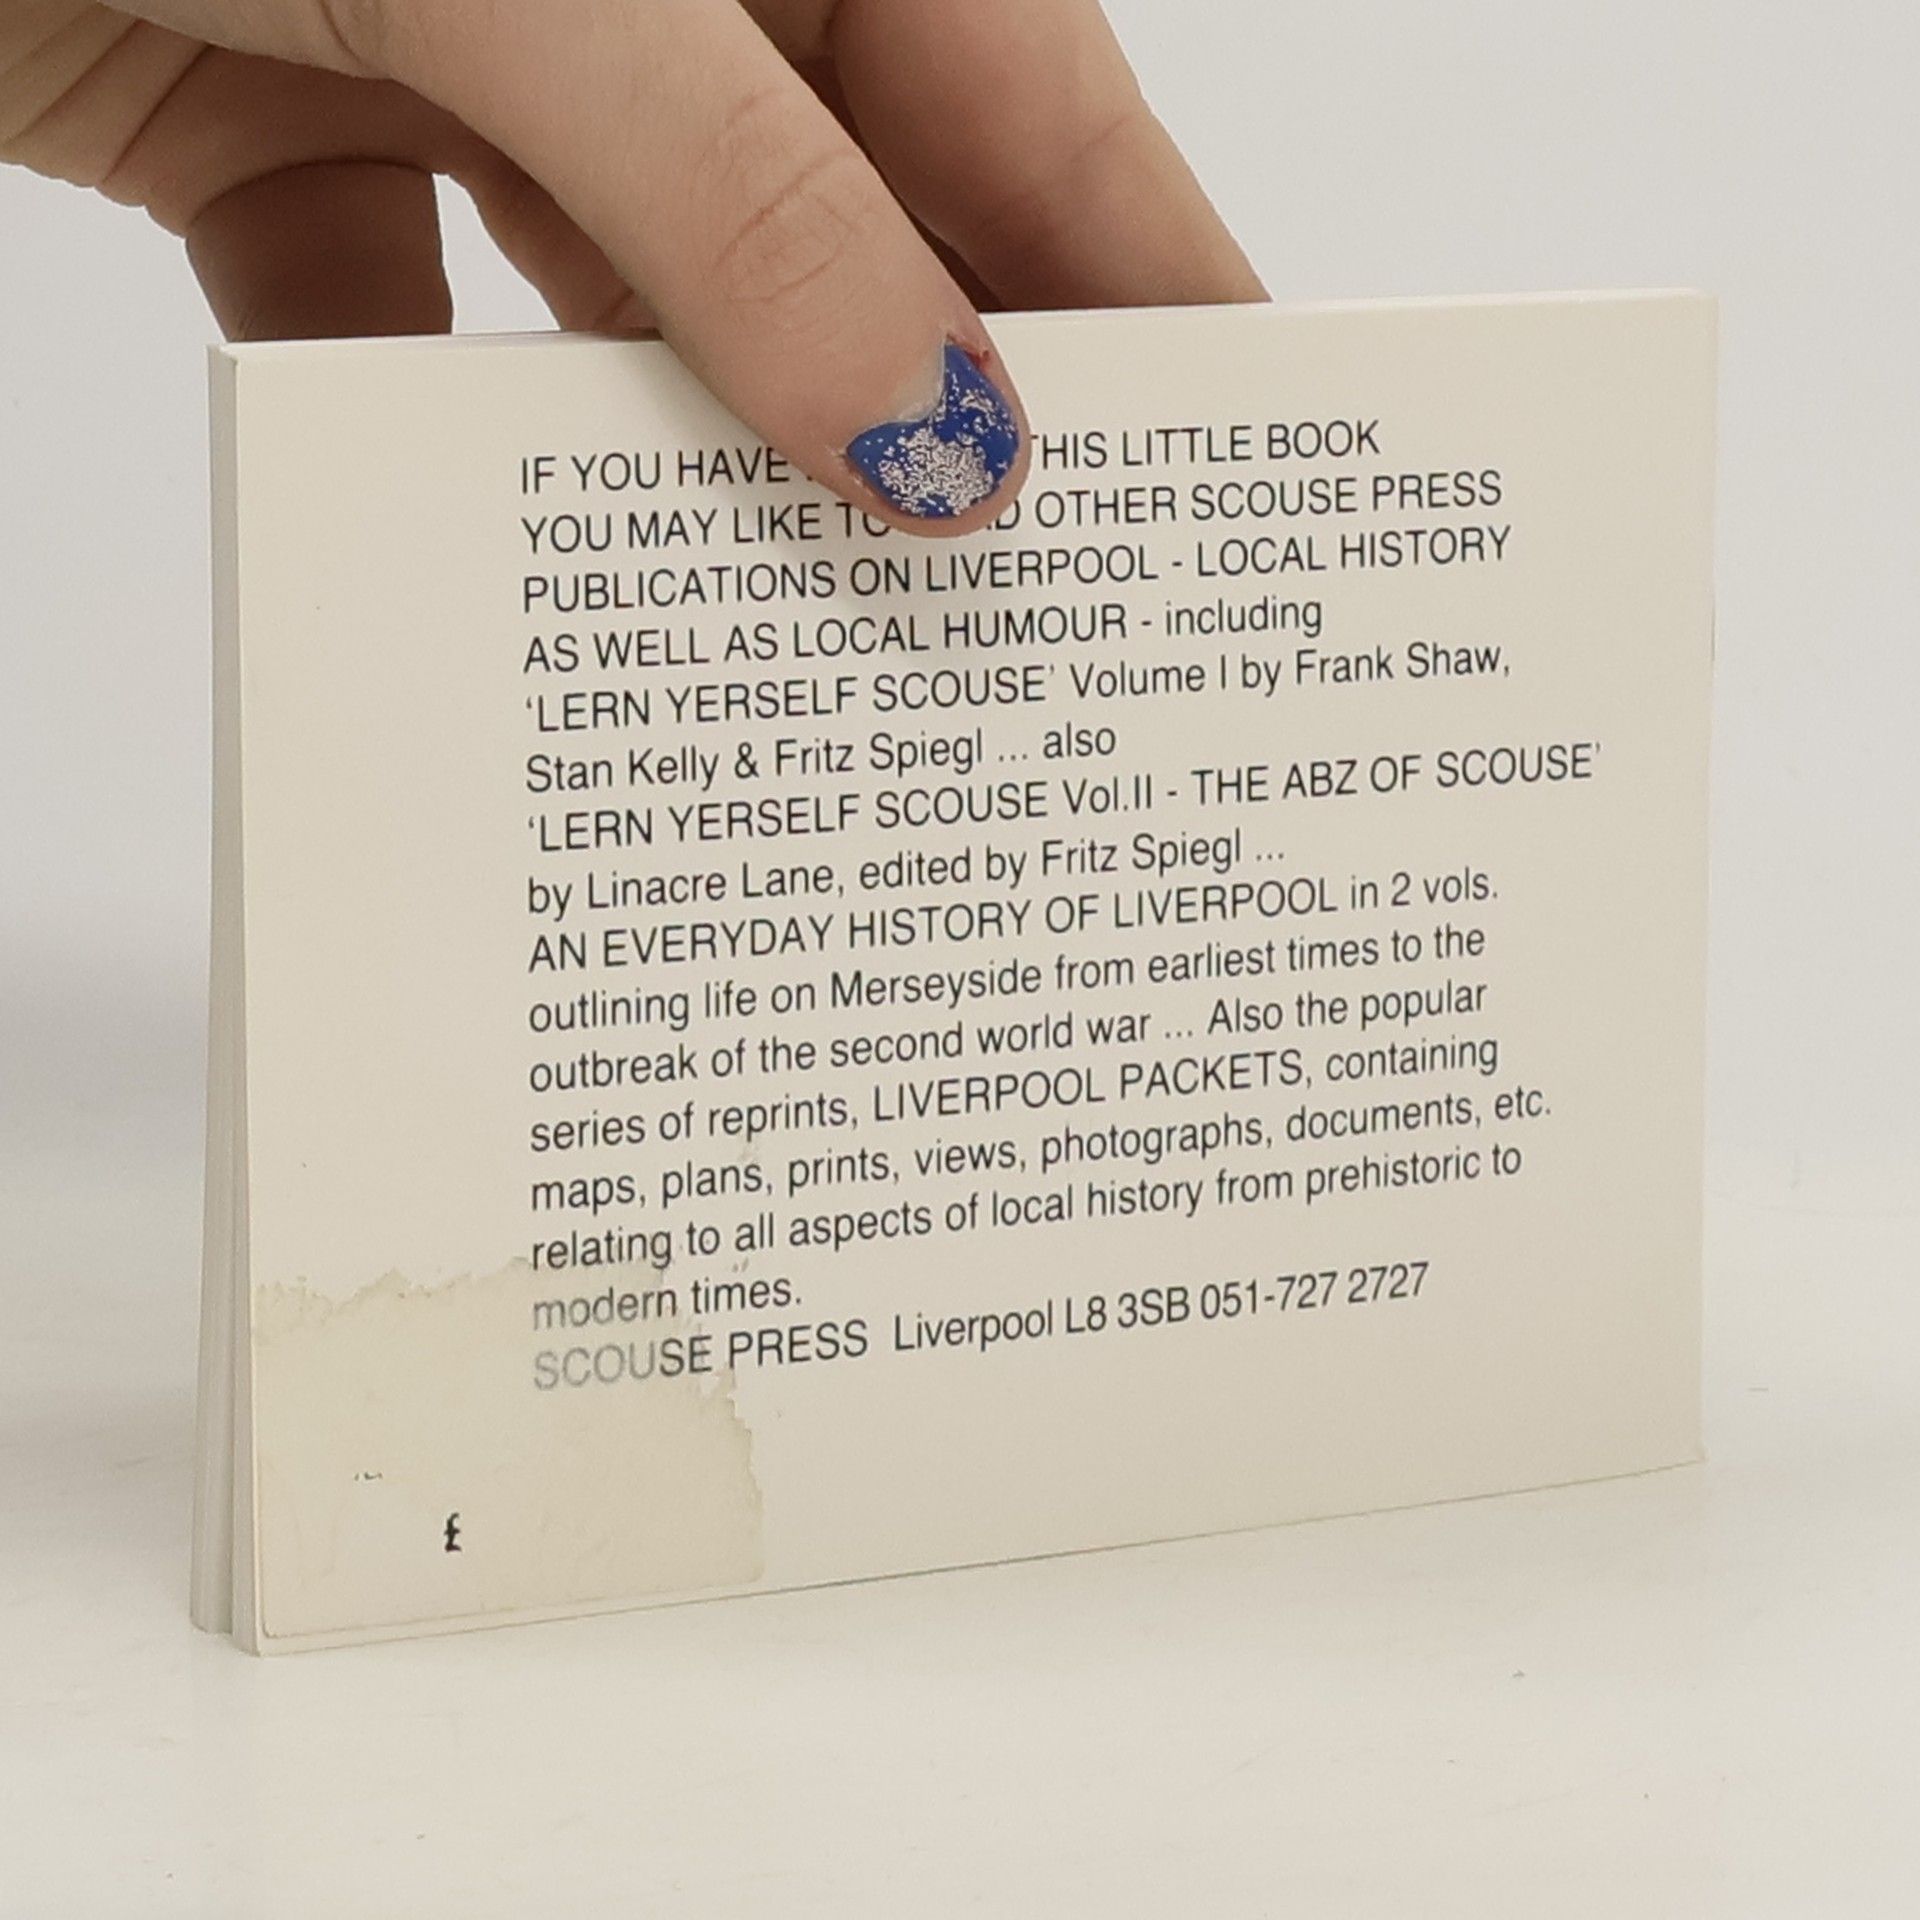 IF YOU HAVE THIS LITTLE BOOK
YOU MAY LIKE TO OTHER SCOUSE PRESS
PUBLICATIONS ON LIVERPOOL - LOCAL HISTORY
AS WELL AS LOCAL HUMOUR - including
‘LERN YERSELF SCOUSE’ Volume I by Frank Shaw,
Stan Kelly & Fritz Spiegl ... also
‘LERN YERSELF SCOUSE Vol.II - THE ABZ OF SCOUSE’
by Linacre Lane, edited by Fritz Spiegl ...
AN EVERYDAY HISTORY OF LIVERPOOL in 2 vols.
outlining life on Merseyside from earliest times to the
outbreak of the second world war ... Also the popular
series of reprints, LIVERPOOL PACKETS, containing
maps, plans, prints, views, photographs, documents, etc.
relating to all aspects of local history from prehistoric to
modern times.
SCOUSE PRESS Liverpool L8 3SB 051-727 2727
£